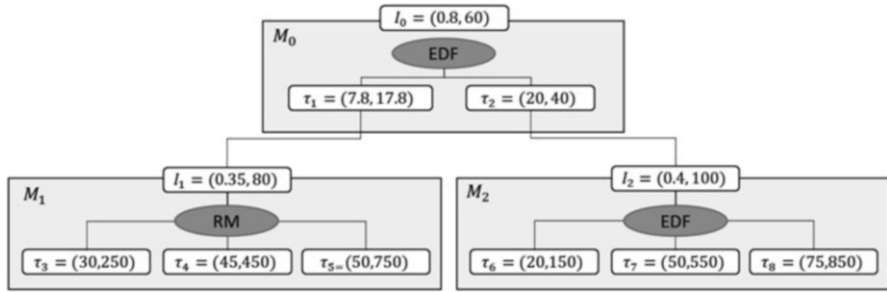 I₀ = (0.8, 60)
M₀
EDF
τ₁ = (7.8, 17.8) τ₂ = (20, 40)
I₁ = (0.35, 80) I₂ = (0.4, 100)
M₁ M₂
RM EDF
τ₃ = (30,250) τ₄ = (45,450) τ₅₌ (50,750) τ₆ = (20,150) τ₇ = (50,550) τ₈ = (75,850)